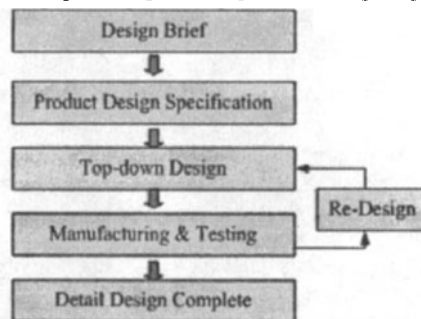 Design Brief
Product Design Specification
Top-down Design
Re-Design
Manufacturing & Testing
Detail Design Complete